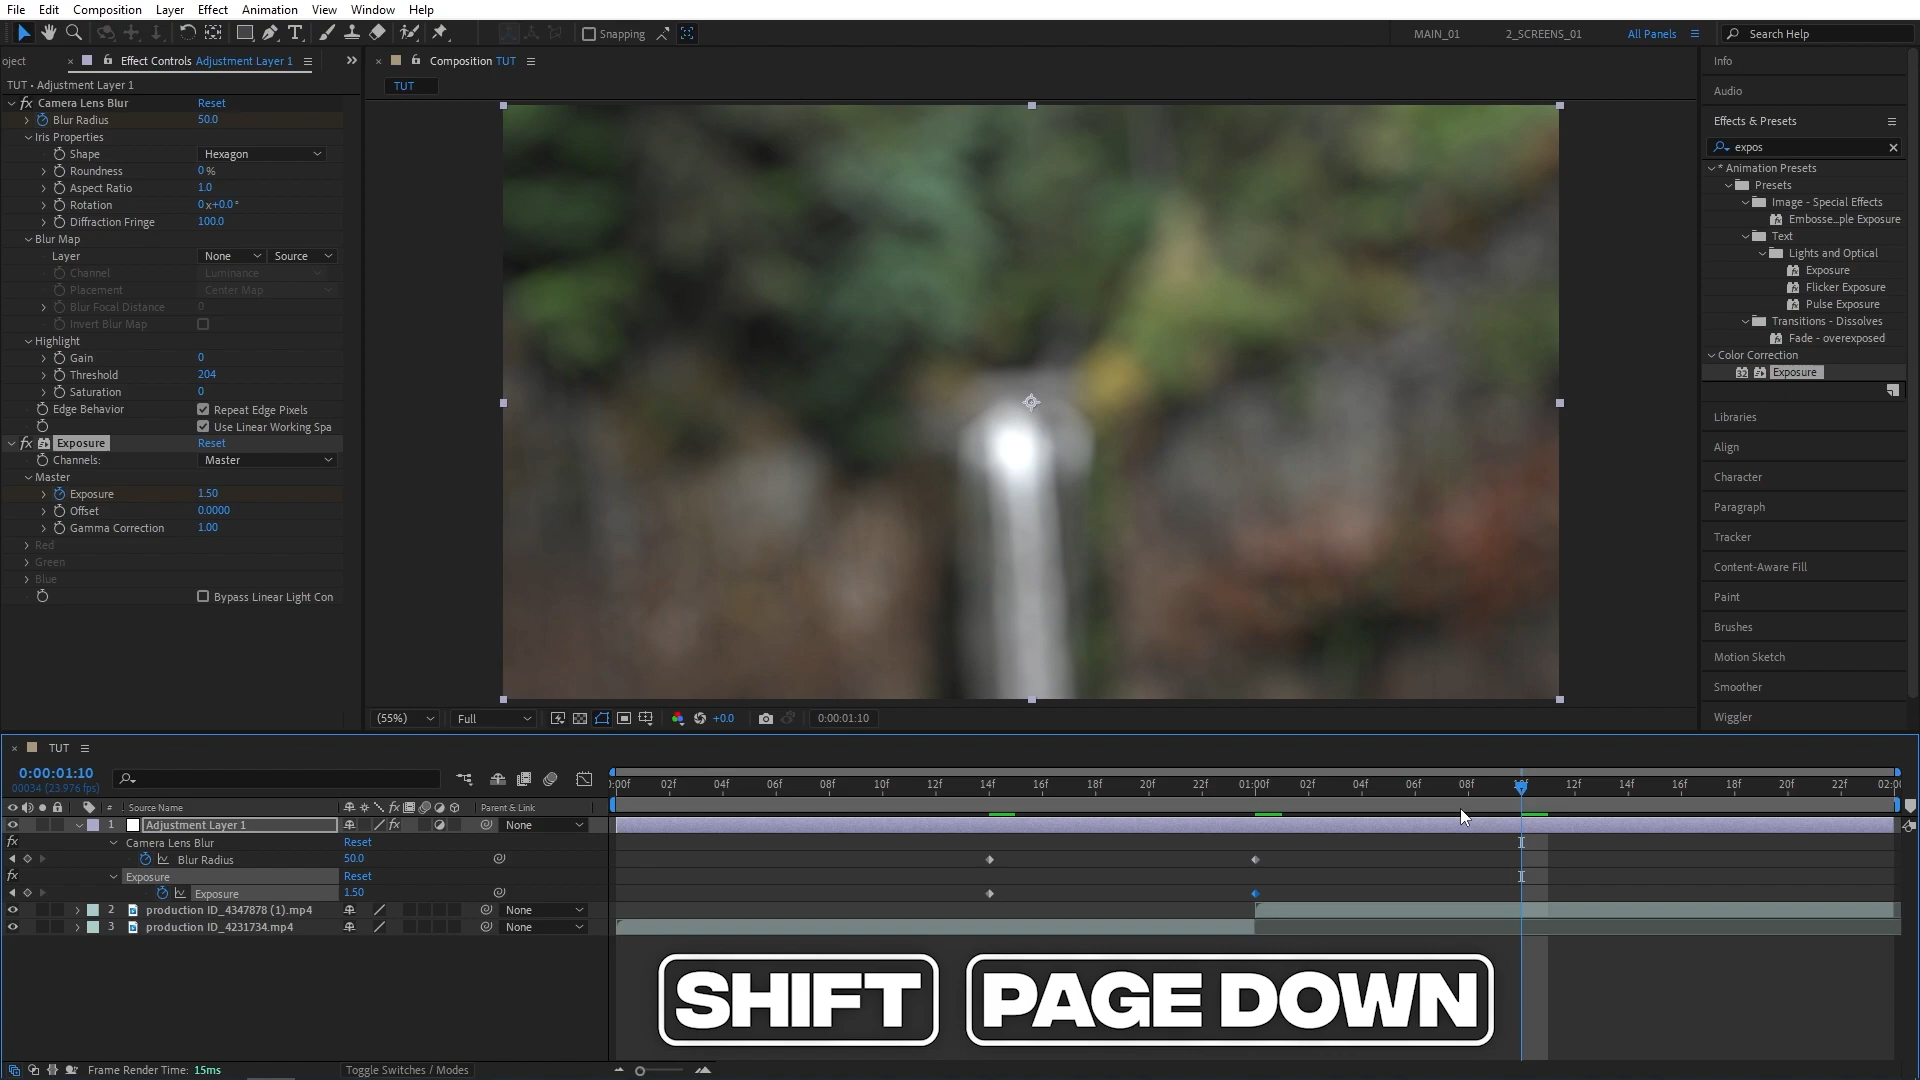 File Edit Composition Layer Effect Animation View Window Help
Snapping
MAIN_01 2_SCREENS_01 All Panels Search Help
oject Effect Controls Adjustment Layer 1
TUT • Adjustment Layer 1
fx Camera Lens Blur Reset
Blur Radius 50.0
Iris Properties
Shape Hexagon
Roundness 0 %
Aspect Ratio 1.0
Rotation 0 x+0.0 °
Diffraction Fringe 100.0
Blur Map
Layer None Source
Channel Luminance
Placement Center Map
Blur Focal Distance 0
Invert Blur Map
Highlight
Gain 0
Threshold 204
Saturation 0
Edge Behavior Repeat Edge Pixels
Use Linear Working Spa
fx Exposure Reset
Channels: Master
Master
Exposure 1.50
Offset 0.0000
Gamma Correction 1.00
Red
Green
Blue
Bypass Linear Light Con
Composition TUT
TUT
(55%) Full +0.0 0:00:01:10
Info
Audio
Effects & Presets
expos
* Animation Presets
Presets
Image - Special Effects
Embosse...ple Exposure
Text
Lights and Optical
Exposure
Flicker Exposure
Pulse Exposure
Transitions - Dissolves
Fade - overexposed
Color Correction
32 Exposure
Libraries
Align
Character
Paragraph
Tracker
Content-Aware Fill
Paint
Brushes
Motion Sketch
Smoother
Wiggler
TUT
0:00:01:10
00034 (23.976 fps)
):00f 02f 04f 06f 08f 10f 12f 14f 16f 18f 20f 22f 01:00f 02f 04f 06f 08f 10f 12f 14f 16f 18f 20f 22f 02:00
# Source Name fx Parent & Link
1 Adjustment Layer 1 fx None
fx Camera Lens Blur Reset
Blur Radius 50.0
fx Exposure Reset
Exposure 1.50
2 production ID_4347878 (1).mp4 None
3 production ID_4231734.mp4 None
SHIFT PAGE DOWN
Frame Render Time: 15ms Toggle Switches / Modes